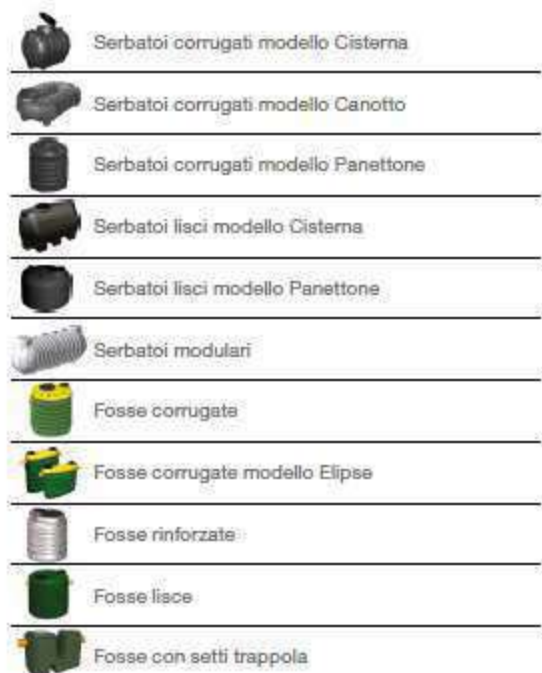 Serbatoi corrugati modello Cisterna
Serbatoi corrugati modello Canotto
Serbatoi corrugati modello Panettone
Serbatoi lisci modello Cisterna
Serbatoi lisci modello Panettone
Serbatoi modulari
Fosse corrugate
Fosse corrugate modello Elipse
Fosse rinforzate
Fosse lisce
Fosse con setti trappola